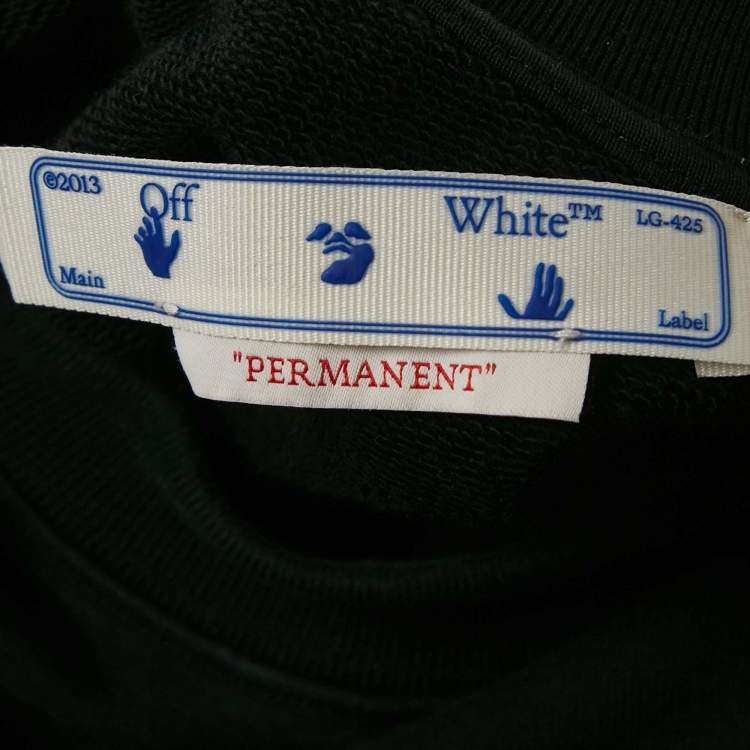 ©2013
Off
White™
LG-425
Main
Label
"PERMANENT"